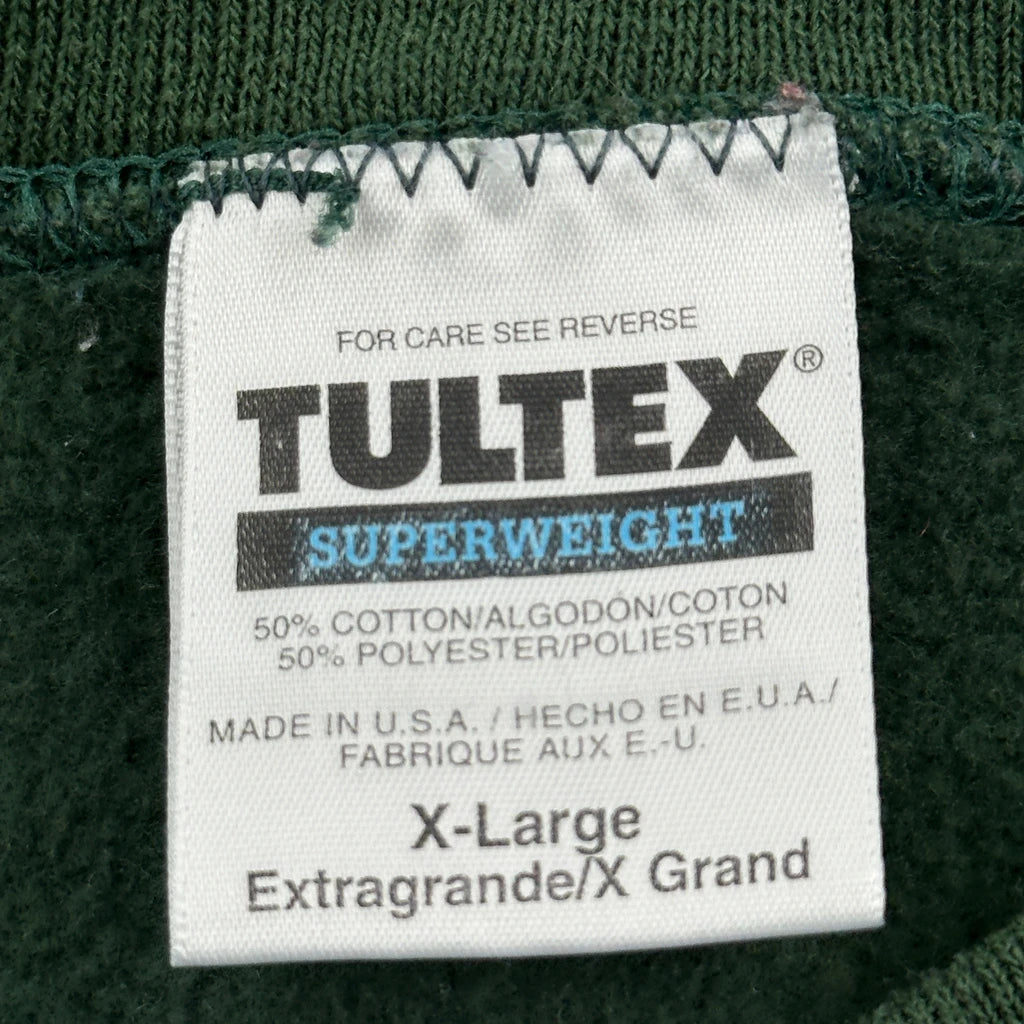 FOR CARE SEE REVERSE
TULTEX®
SUPERWEIGHT
50% COTTON/ALGODÓN/COTON
50% POLYESTER/POLIESTER
MADE IN U.S.A. / HECHO EN E.U.A./
FABRIQUE AUX E.-U.
X-Large
Extragrande/X Grand